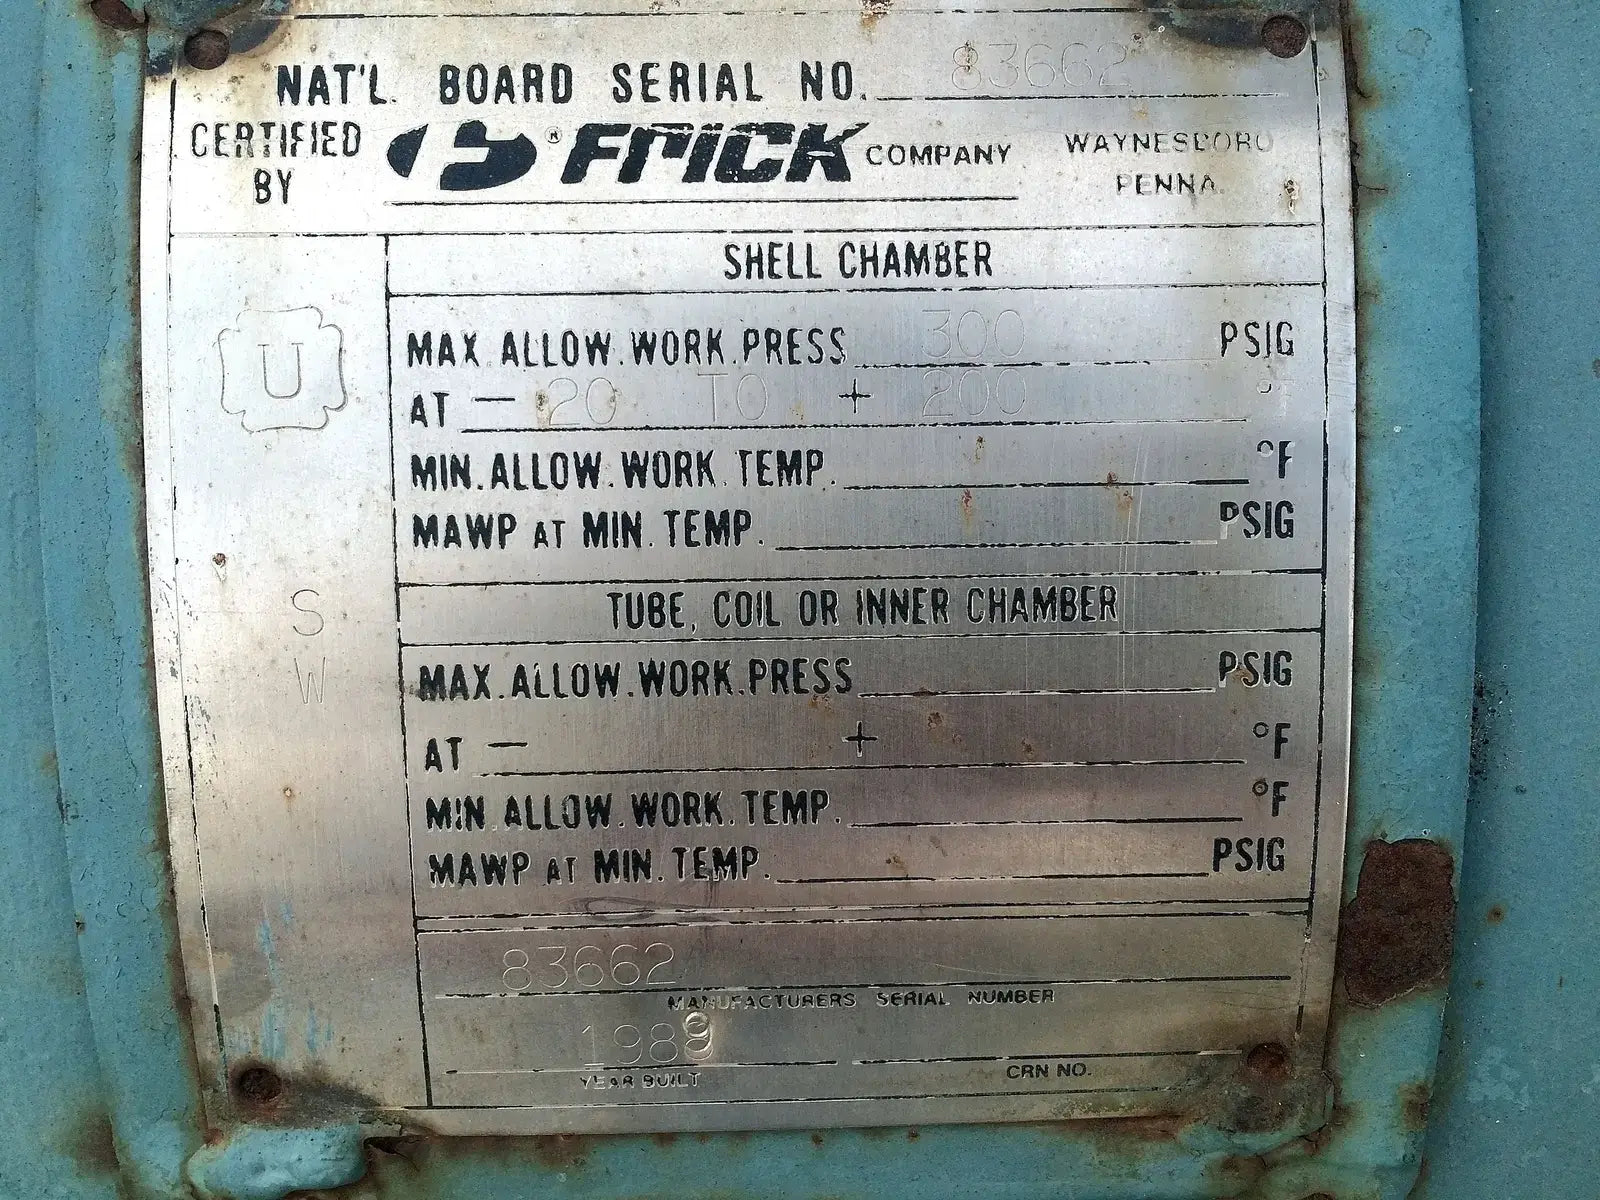 NAT'L. BOARD SERIAL NO. 83662
CERTIFIED BY
® FRICK COMPANY
WAYNESBORO PENNA.
U
S
W
SHELL CHAMBER
MAX. ALLOW. WORK. PRESS 300 PSIG
AT – 20 TO + 200 °F
MIN. ALLOW. WORK. TEMP. °F
MAWP AT MIN. TEMP. PSIG
TUBE, COIL OR INNER CHAMBER
MAX. ALLOW. WORK. PRESS PSIG
AT – + °F
MIN. ALLOW. WORK. TEMP. °F
MAWP AT MIN. TEMP. PSIG
83662
MANUFACTURERS SERIAL NUMBER
YEAR BUILT
CRN NO.